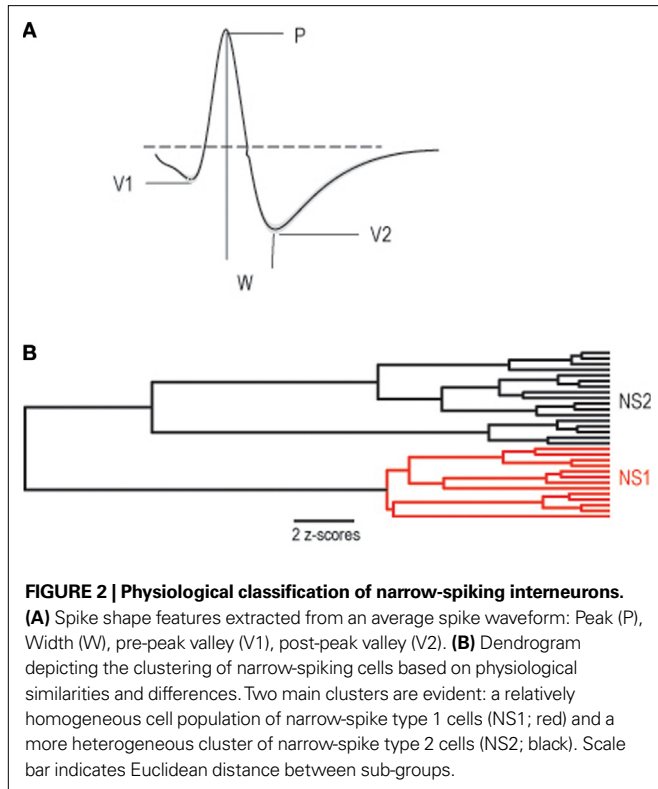 A
P
V1
V2
W
B
NS2
NS1
2 z-scores
FIGURE 2 | Physiological classification of narrow-spiking interneurons.
(A) Spike shape features extracted from an average spike waveform: Peak (P),
Width (W), pre-peak valley (V1), post-peak valley (V2). (B) Dendrogram
depicting the clustering of narrow-spiking cells based on physiological
similarities and differences. Two main clusters are evident: a relatively
homogeneous cell population of narrow-spike type 1 cells (NS1; red) and a
more heterogeneous cluster of narrow-spike type 2 cells (NS2; black). Scale
bar indicates Euclidean distance between sub-groups.